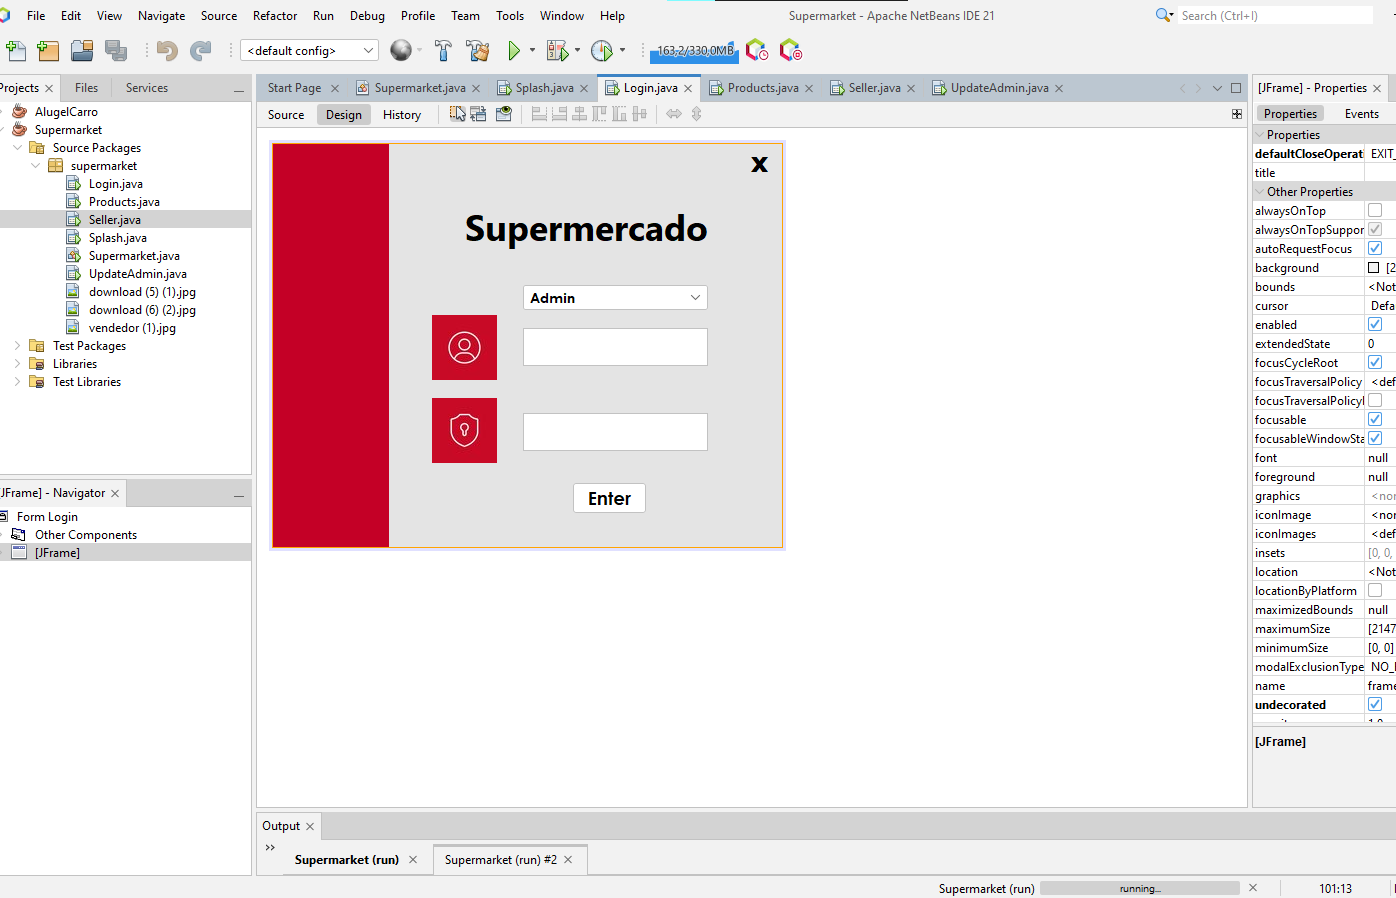 File Edit View Navigate Source Refactor Run Debug Profile Team Tools Window Help
Supermarket - Apache NetBeans IDE 21
Search (Ctrl+I)
<default config>
163,2/330,0MB
Projects Files Services
AlugelCarro
Supermarket
Source Packages
supermarket
Login.java
Products.java
Seller.java
Splash.java
Supermarket.java
UpdateAdmin.java
download (5) (1).jpg
download (6) (2).jpg
vendedor (1).jpg
Test Packages
Libraries
Test Libraries
[JFrame] - Navigator
Form Login
Other Components
[JFrame]
Start Page Supermarket.java Splash.java Login.java Products.java Seller.java UpdateAdmin.java
Source Design History
X
Supermercado
Admin
Enter
Output
Supermarket (run) Supermarket (run) #2
[JFrame] - Properties
Properties Events
Properties
defaultCloseOperat EXIT_
title
Other Properties
alwaysOnTop
alwaysOnTopSuppor
autoRequestFocus
background [2
bounds <Not
cursor Defa
enabled
extendedState 0
focusCycleRoot
focusTraversalPolicy <def
focusTraversalPolicyI
focusable
focusableWindowSta
font null
foreground null
graphics <nor
iconImage <nor
iconImages <def
insets [0, 0,
location <Not
locationByPlatform
maximizedBounds null
maximumSize [2147
minimumSize [0, 0]
modalExclusionType NO_
name frame
undecorated
[JFrame]
Supermarket (run) running... 101:13